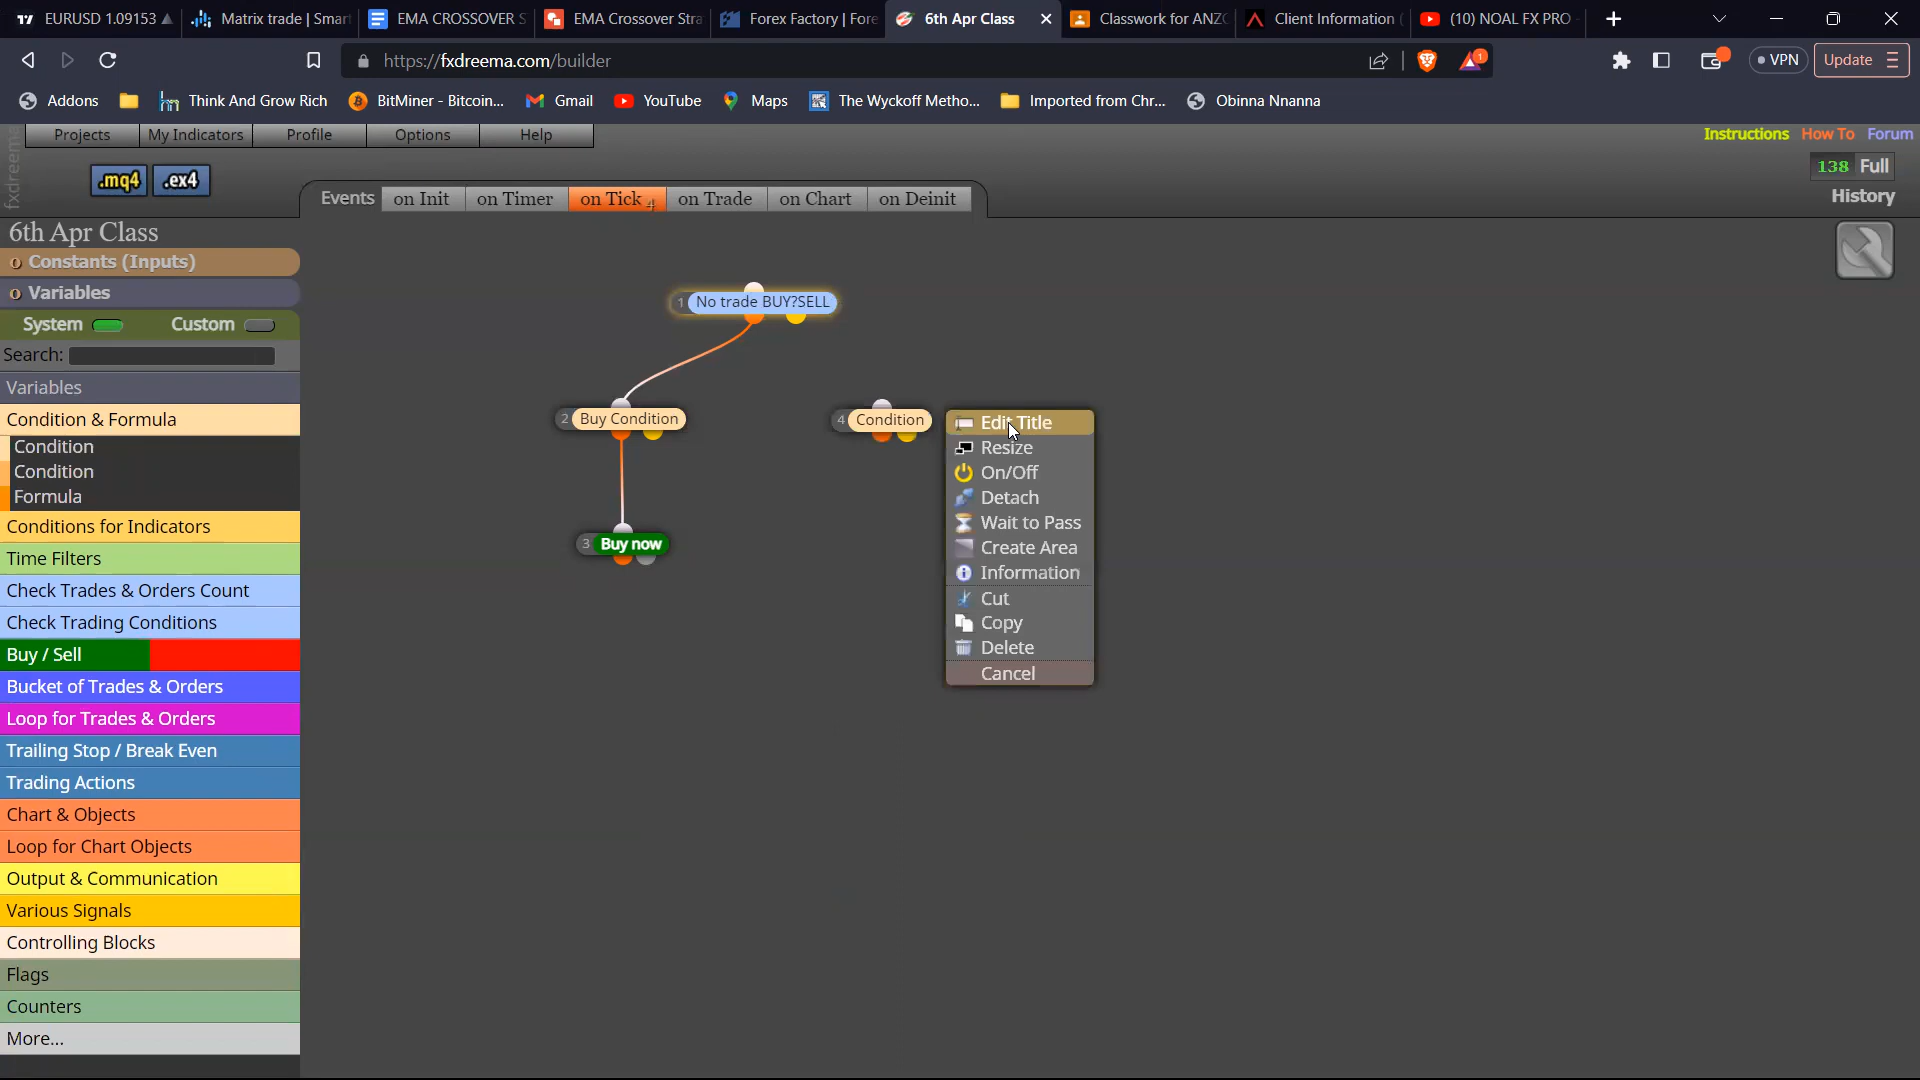 EURUSD 1.09153
Matrix trade | Smart
EMA CROSSOVER S
EMA Crossover Stra
Forex Factory | Fore
6th Apr Class
Classwork for ANZC
Client Information (
(10) NOAL FX PRO -
https://fxdreema.com/builder
1
VPN
Update
Addons
Think And Grow Rich
BitMiner - Bitcoin...
Gmail
YouTube
Maps
The Wyckoff Metho...
Imported from Chr...
Obinna Nnanna
fxdreema
Projects
My Indicators
Profile
Options
Help
Instructions
How To
Forum
.mq4
.ex4
Events
on Init
on Timer
on Tick 4
on Trade
on Chart
on Deinit
138 Full
History
6th Apr Class
o Constants (Inputs)
o Variables
System
Custom
Search:
Variables
Condition & Formula
Condition
Condition
Formula
Conditions for Indicators
Time Filters
Check Trades & Orders Count
Check Trading Conditions
Buy / Sell
Bucket of Trades & Orders
Loop for Trades & Orders
Trailing Stop / Break Even
Trading Actions
Chart & Objects
Loop for Chart Objects
Output & Communication
Various Signals
Controlling Blocks
Flags
Counters
More...
1 No trade BUY?SELL
2 Buy Condition
4 Condition
3 Buy now
Edit Title
Resize
On/Off
Detach
Wait to Pass
Create Area
Information
Cut
Copy
Delete
Cancel